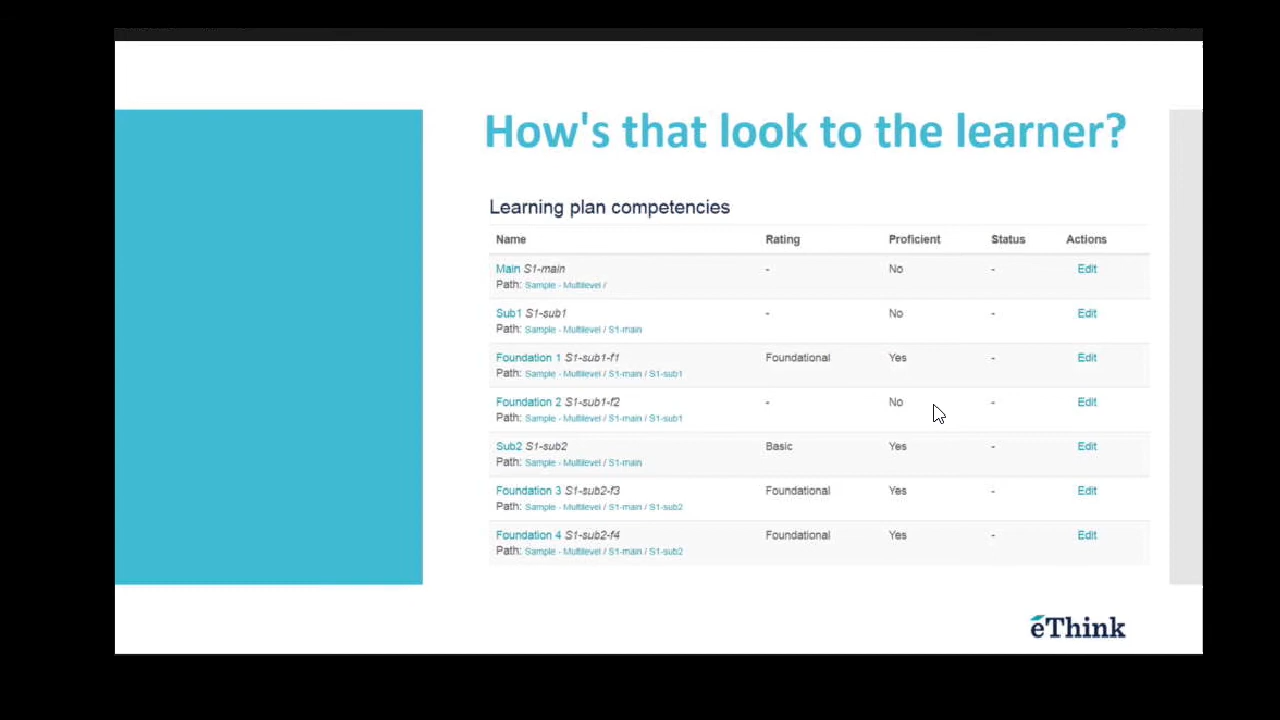 How's that look to the learner?
Learning plan competencies
Name Rating Proficient Status Actions
Main S1-main - No - Edit
Path: Sample - Multilevel /
Sub1 S1-sub1 - No - Edit
Path: Sample - Multilevel / S1-main
Foundation 1 S1-sub1-f1 Foundational Yes - Edit
Path: Sample - Multilevel / S1-main / S1-sub1
Foundation 2 S1-sub1-f2 - No - Edit
Path: Sample - Multilevel / S1-main / S1-sub1
Sub2 S1-sub2 Basic Yes - Edit
Path: Sample - Multilevel / S1-main
Foundation 3 S1-sub2-f3 Foundational Yes - Edit
Path: Sample - Multilevel / S1-main / S1-sub2
Foundation 4 S1-sub2-f4 Foundational Yes - Edit
Path: Sample - Multilevel / S1-main / S1-sub2
eThink